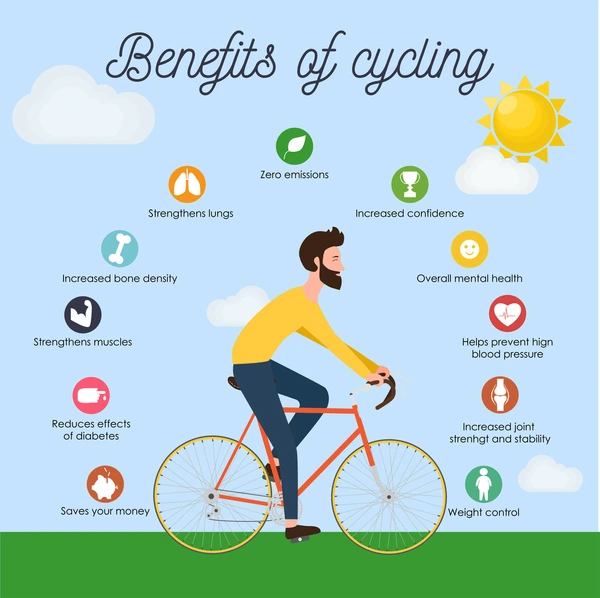 Benefits of cycling
Zero emissions
Strengthens lungs
Increased confidence
Increased bone density
Overall mental health
Strengthens muscles
Helps prevent high
blood pressure
Reduces effects
of diabetes
Increased joint
strenhgt and stability
Saves your money
Weight control